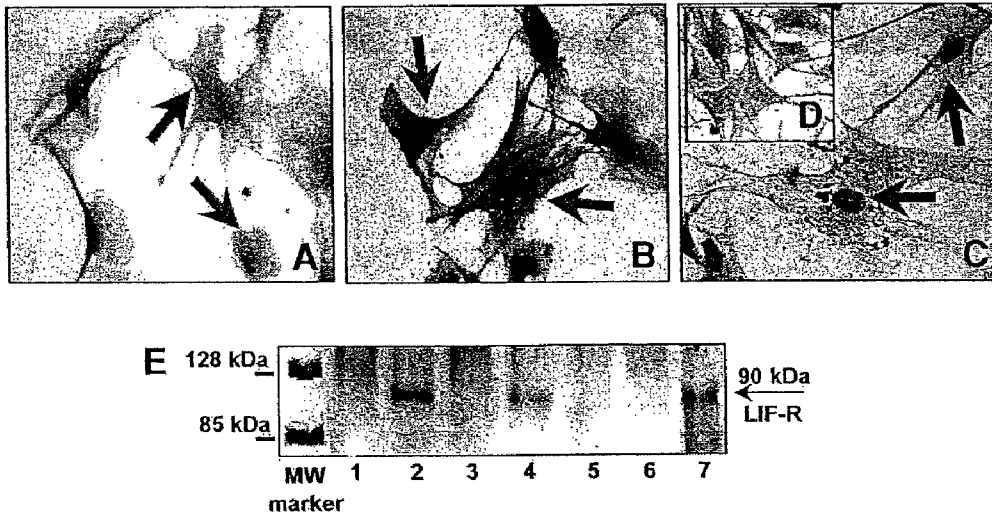 A
B
D
C
E
128 kDa
85 kDa
90 kDa
LIF-R
MW
marker
1 2 3 4 5 6 7